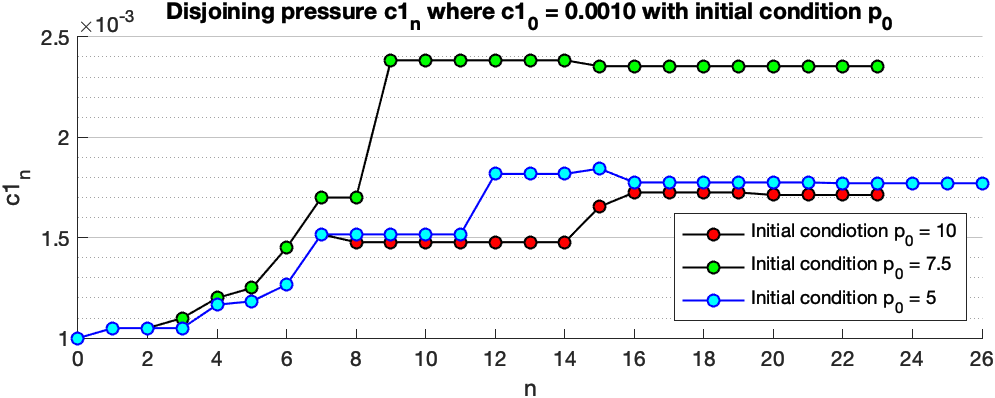 Disjoining pressure c1n where c10 = 0.0010 with initial condition p0
×10-3
2.5
2
1.5
1
c1n
0 2 4 6 8 10 12 14 16 18 20 22 24 26
n
Initial condiotion p0 = 10
Initial condition p0 = 7.5
Initial condition p0 = 5